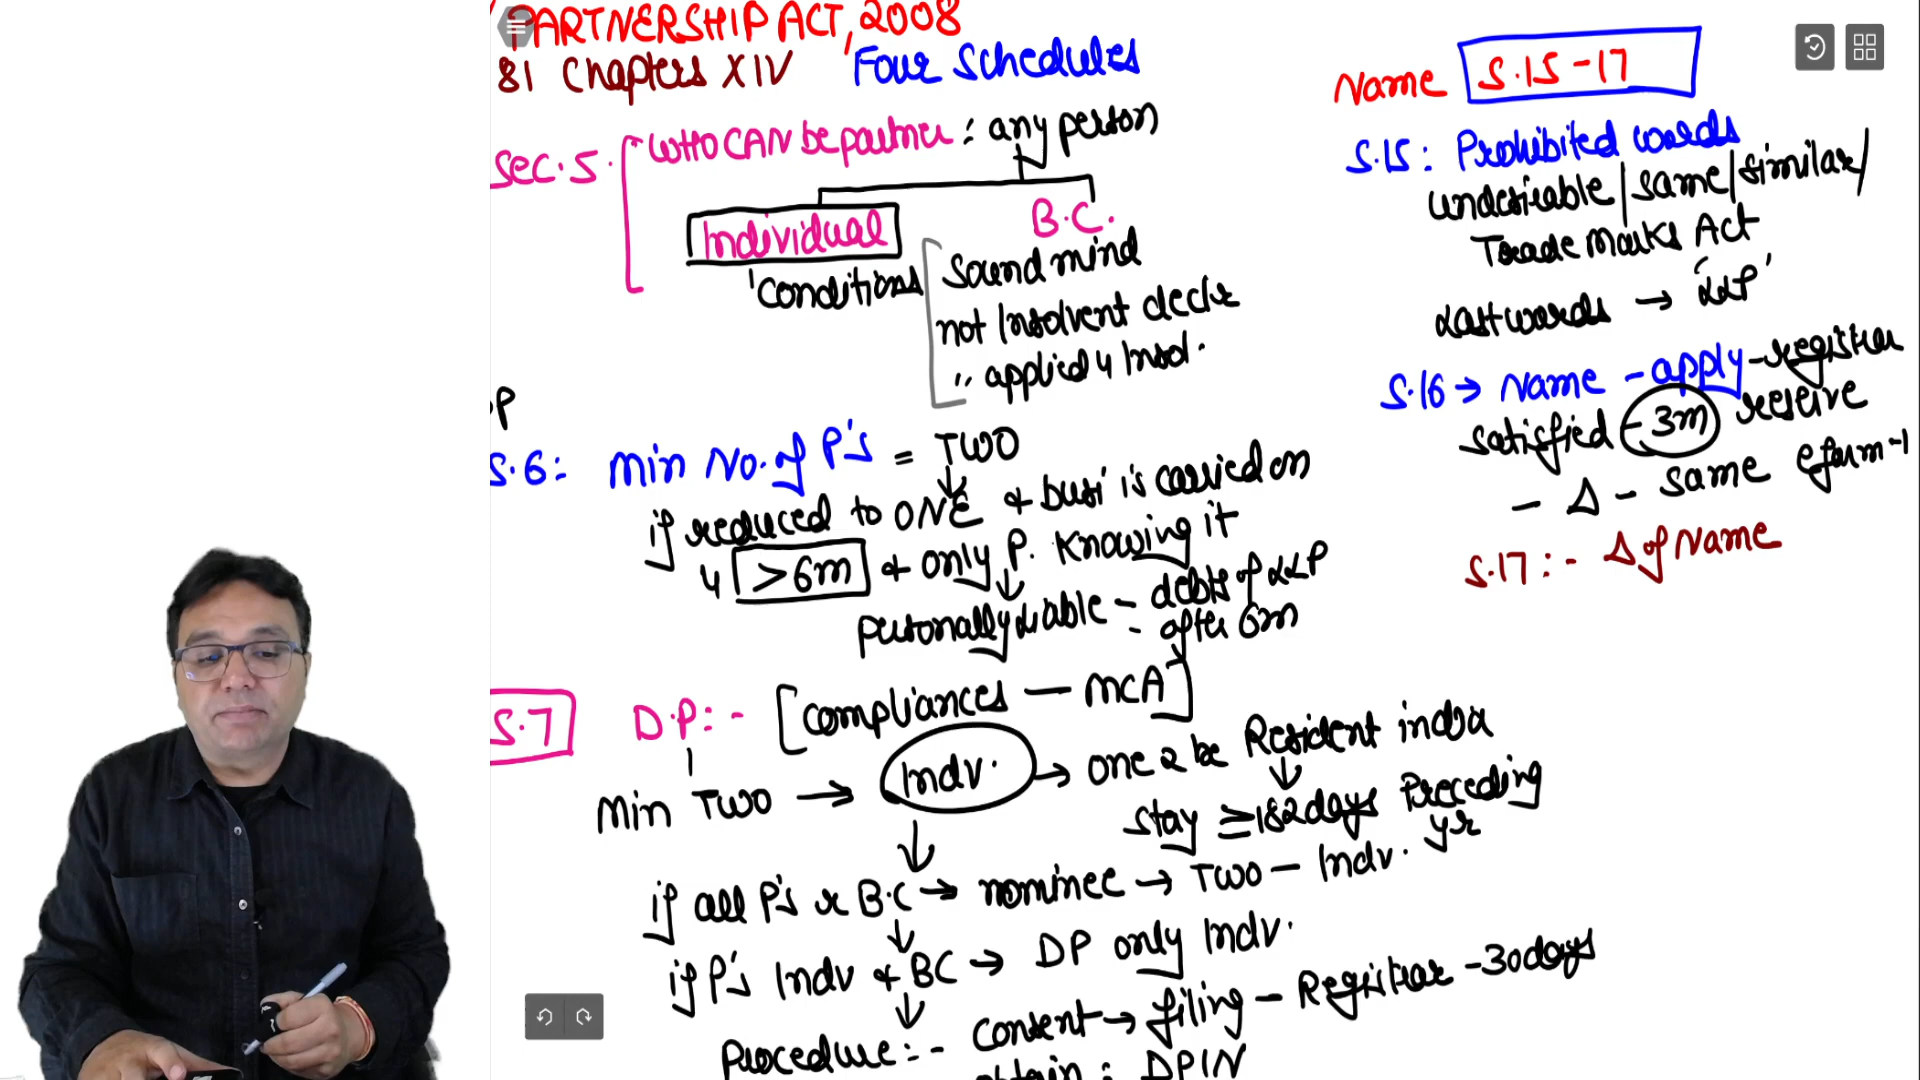 PARTNERSHIP ACT, 2008
81 Chapters XIV Four Schedules
Sec. 5. WHO CAN be partner : any person
Individual B.C.
Conditions
Sound mind
not Insolvent decl
" applied 4 Insol.
P
S.6: Min No. of P's = TWO
if reduced to ONE & busi is carried on
4 >6m & only P. Knowing it
personally liable - debts of LLP
- after 6m
S.7 D.P:- [Compliances — MCA]
Min TWO → Indv. → one 2 be Resident india
stay ≥182days Preceding yr
if all P's r B.C → nominee → TWO - Indv.
if P's Indv & BC → DP only Indv.
Procedure:- Consent → filing - Registrar - 30days
obtain : DPIN
Name S.15-17
S.15: Prohibited words
undesirable/same/similar/
Trade Marks Act
Last words → 'LLP'
S.16 → Name - apply - registrar
satisfied - 3m reserve
- Δ - same eform-1
S.17:- Δ of Name